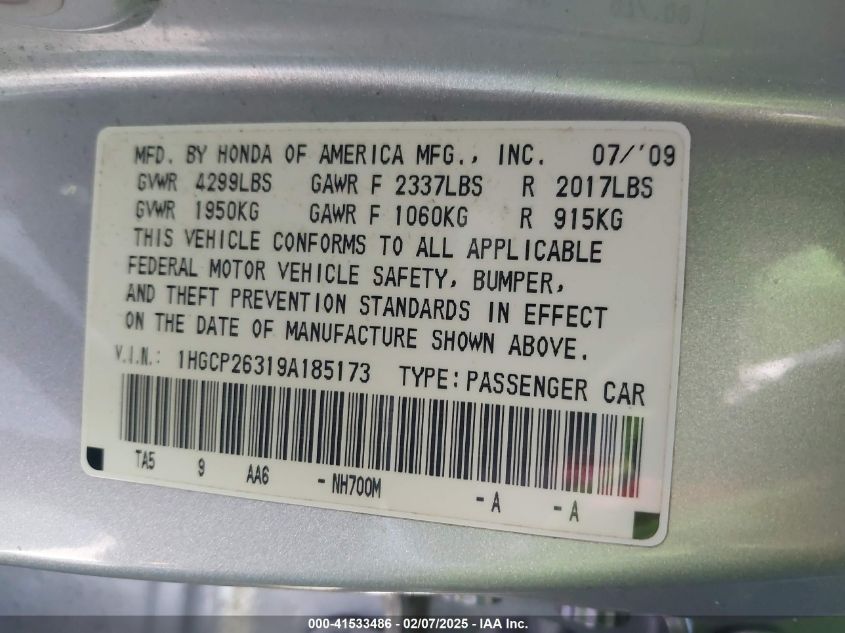 MFD. BY HONDA OF AMERICA MFG., INC. 07/'09
GVWR 4299LBS GAWR F 2337LBS R 2017LBS
GVWR 1950KG GAWR F 1060KG R 915KG
THIS VEHICLE CONFORMS TO ALL APPLICABLE
FEDERAL MOTOR VEHICLE SAFETY, BUMPER,
AND THEFT PREVENTION STANDARDS IN EFFECT
ON THE DATE OF MANUFACTURE SHOWN ABOVE.
V.I.N.: 1HGCP26319A185173 TYPE: PASSENGER CAR
TA5 9 AA6 - NH700M - A - A
000-41533486 - 02/07/2025 - IAA Inc.